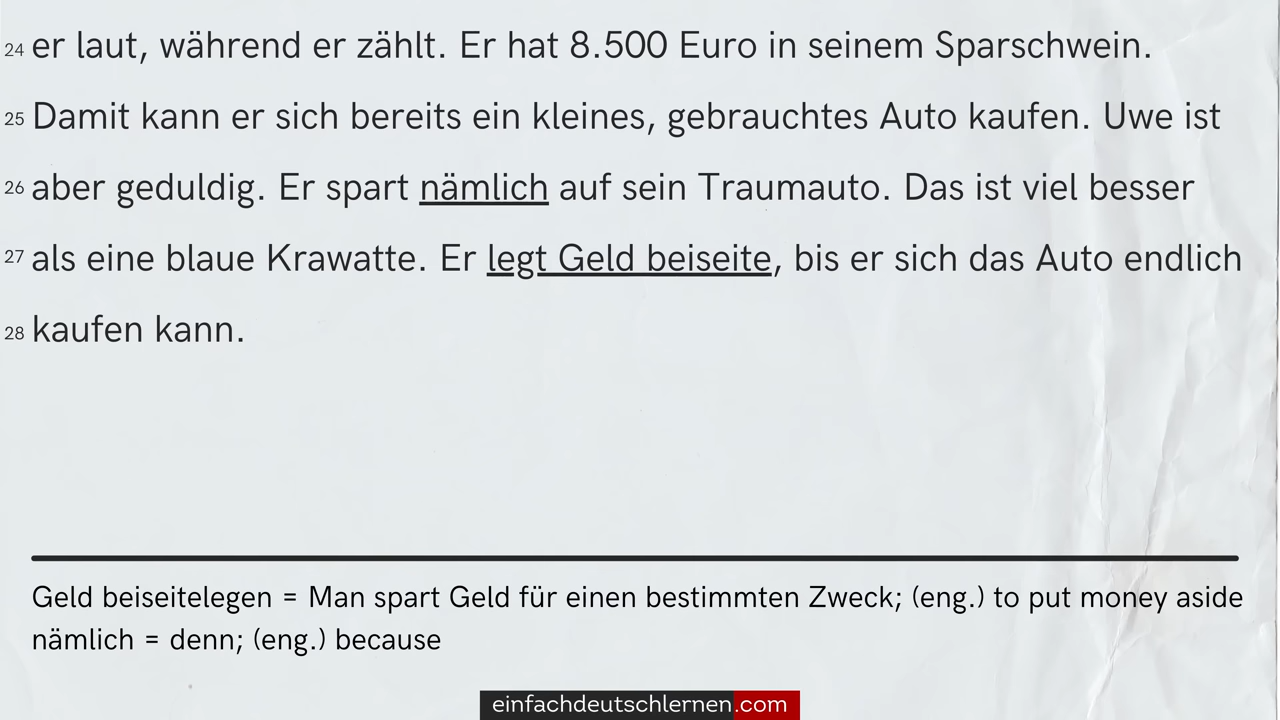 24 er laut, während er zählt. Er hat 8.500 Euro in seinem Sparschwein.
25 Damit kann er sich bereits ein kleines, gebrauchtes Auto kaufen. Uwe ist
26 aber geduldig. Er spart nämlich auf sein Traumauto. Das ist viel besser
27 als eine blaue Krawatte. Er legt Geld beiseite, bis er sich das Auto endlich
28 kaufen kann.
Geld beiseitelegen = Man spart Geld für einen bestimmten Zweck; (eng.) to put money aside
nämlich = denn; (eng.) because
einfachdeutschlernen.com